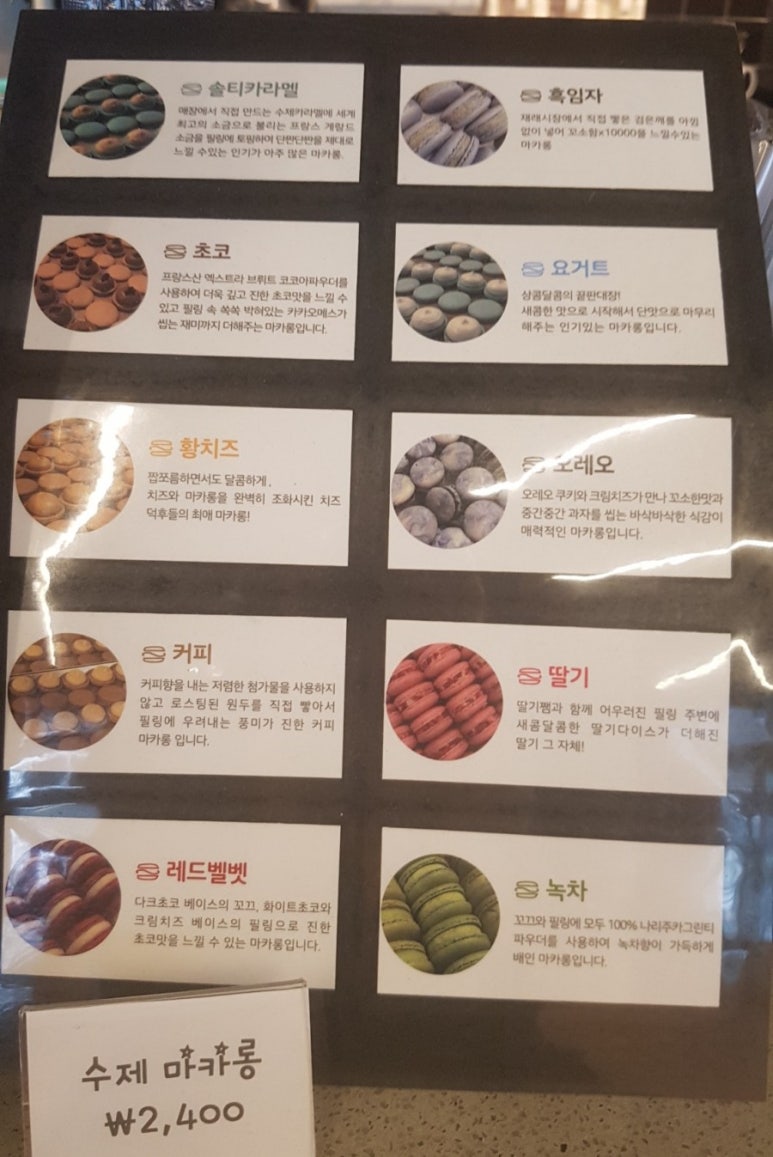 솔티카라멜
매장에서 직접 만드는 수제카라멜에 세계
최고의 소금으로 불리는 프랑스 게랑드
소금을 필링에 토핑하여 단짠단짠을 제대로
느낄 수있는 인기가 아주 많은 마카롱.
흑임자
재래시장에서 직접 빻은 검은깨를 아낌
없이 넣어 꼬소함×10000을 느낄수있는
마카롱
초코
프랑스산 엑스트라 브뤼트 코코아파우더를
사용하여 더욱 깊고 진한 초코맛을 느낄 수
있고 필링 속 쏙쏙 박혀있는 카카오메스가
씹는 재미까지 더해주는 마카롱입니다.
요거트
상콤달콤의 끝판대장!
새콤한 맛으로 시작해서 단맛으로 마무리
해주는 인기있는 마카롱입니다.
황치즈
짭쪼름하면서도 달콤하게,
치즈와 마카롱을 완벽히 조화시킨 치즈
덕후들의 최애 마카롱!
오레오
오레오 쿠키와 크림치즈가 만나 꼬소한맛과
중간중간 과자를 씹는 바삭바삭한 식감이
매력적인 마카롱입니다.
커피
커피향을 내는 저렴한 첨가물을 사용하지
않고 로스팅된 원두를 직접 빻아서
필링에 우려내는 풍미가 진한 커피
마카롱 입니다.
딸기
딸기쨈과 함께 어우러진 필링 주변에
새콤달콤한 딸기다이스가 더해진
딸기 그 자체!
레드벨벳
다크초코 베이스의 꼬끄, 화이트초코와
크림치즈 베이스의 필링으로 진한
초코맛을 느낄 수 있는 마카롱입니다.
녹차
꼬끄와 필링에 모두 100% 나리주카그린티
파우더를 사용하여 녹차향이 가득하게
배인 마카롱입니다.
수제 마카롱
₩2,400